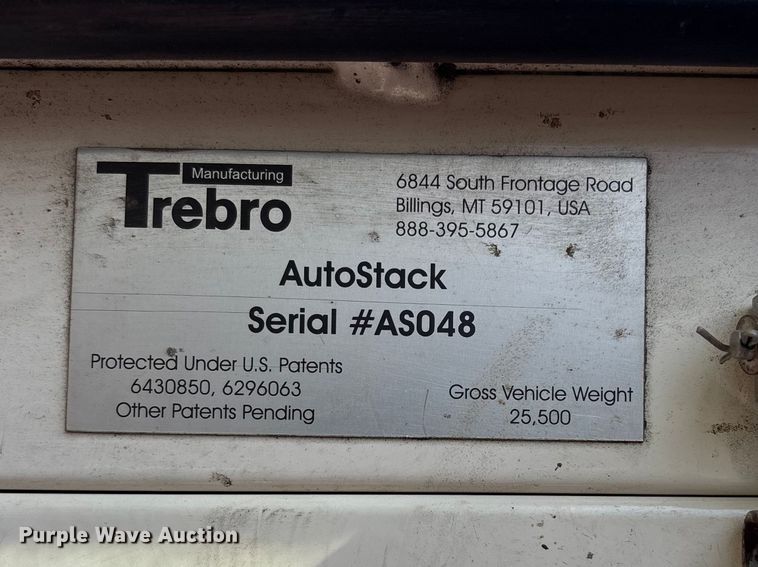 Manufacturing
Trebro
6844 South Frontage Road
Billings, MT 59101, USA
888-395-5867
AutoStack
Serial #AS048
Protected Under U.S. Patents
6430850, 6296063
Other Patents Pending
Gross Vehicle Weight
25,500
Purple Wave Auction®